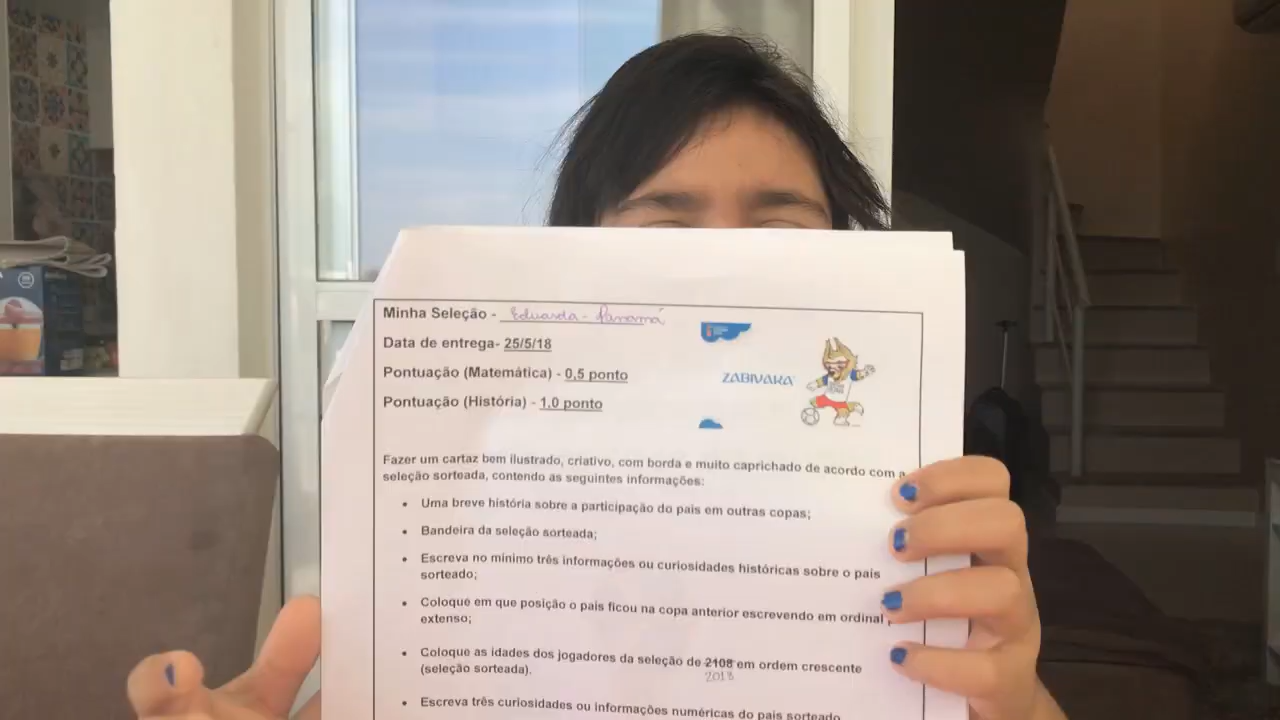 Minha Seleção - Eduarda - Panamá
Data de entrega- 25/5/18
Pontuação (Matemática) - 0,5 ponto
Pontuação (História) - 1,0 ponto
ZABIVAKA
Fazer um cartaz bem ilustrado, criativo, com borda e muito caprichado de acordo com a
seleção sorteada, contendo as seguintes informações:
• Uma breve história sobre a participação do país em outras copas;
• Bandeira da seleção sorteada;
• Escreva no mínimo três informações ou curiosidades históricas sobre o país
sorteado;
• Coloque em que posição o país ficou na copa anterior escrevendo em ordinal
extenso;
• Coloque as idades dos jogadores da seleção de 2108 em ordem crescente
(seleção sorteada). 2018
• Escreva três curiosidades ou informações numéricas do país sorteado